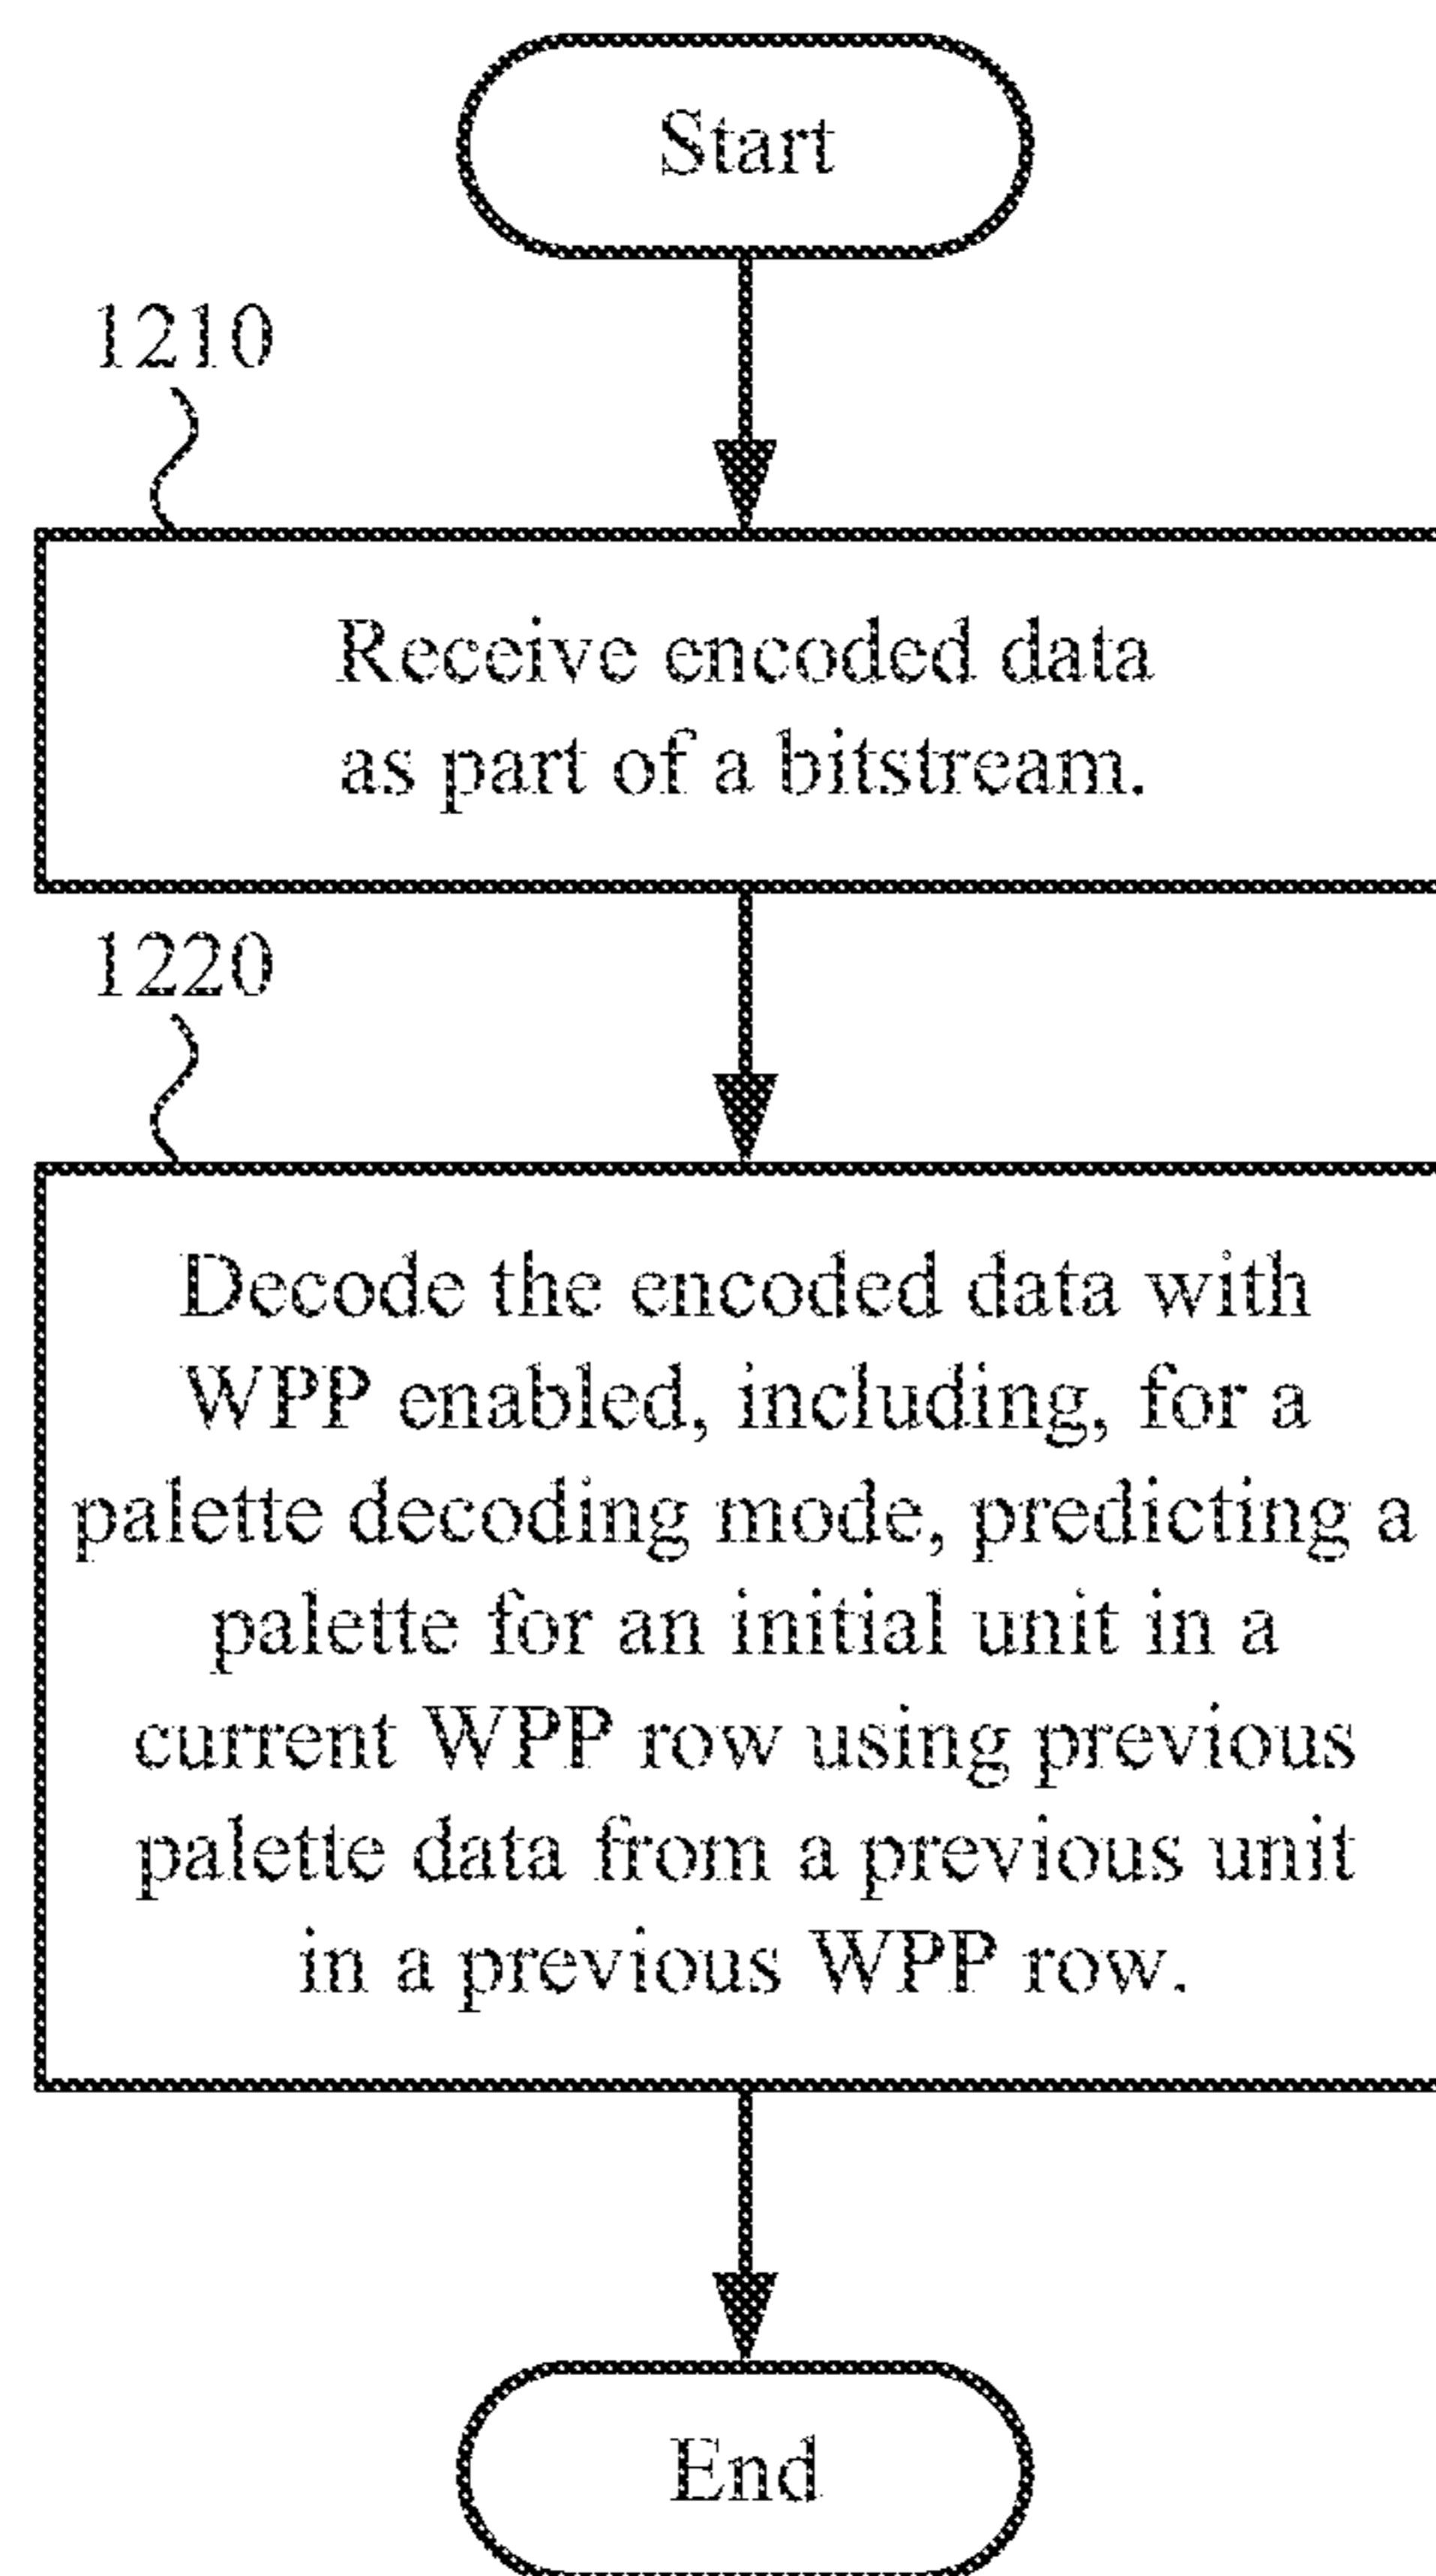 Start
1210
Receive encoded data
as part of a bitstream.
1220
Decode the encoded data with
WPP enabled, including, for a
palette decoding mode, predicting a
palette for an initial unit in a
current WPP row using previous
palette data from a previous unit
in a previous WPP row.
End